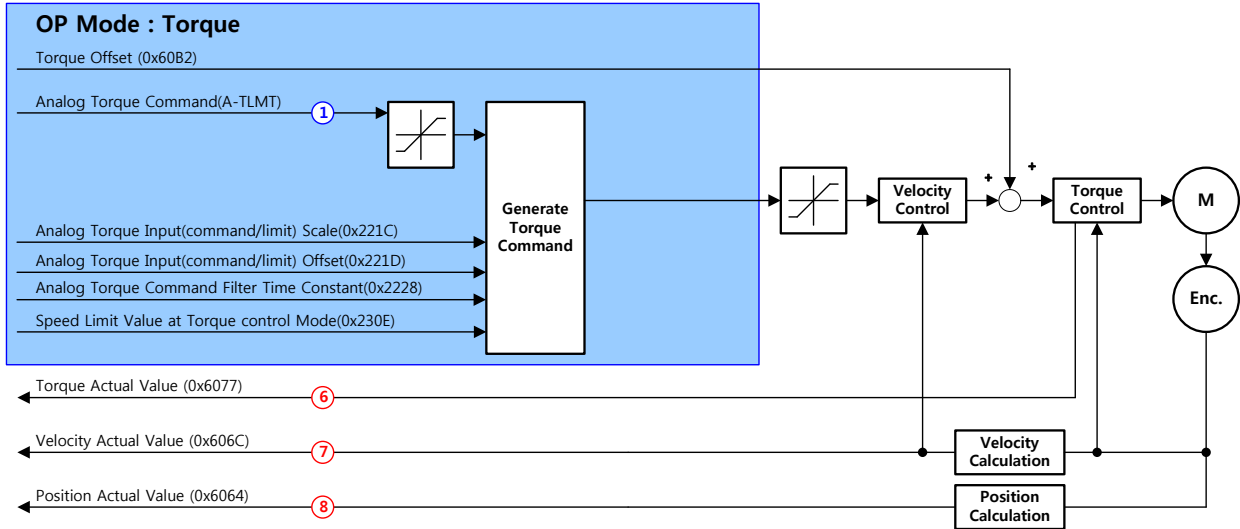 OP Mode : Torque
Torque Offset (0x60B2)
Analog Torque Command(A-TLMT)
1
Generate
Torque
Command
Velocity
Control
+
+
Torque
Control
M
Analog Torque Input(command/limit) Scale(0x221C)
Analog Torque Input(command/limit) Offset(0x221D)
Analog Torque Command Filter Time Constant(0x2228)
Speed Limit Value at Torque control Mode(0x230E)
Enc.
Torque Actual Value (0x6077)
6
Velocity Actual Value (0x606C)
7
Velocity
Calculation
Position Actual Value (0x6064)
8
Position
Calculation